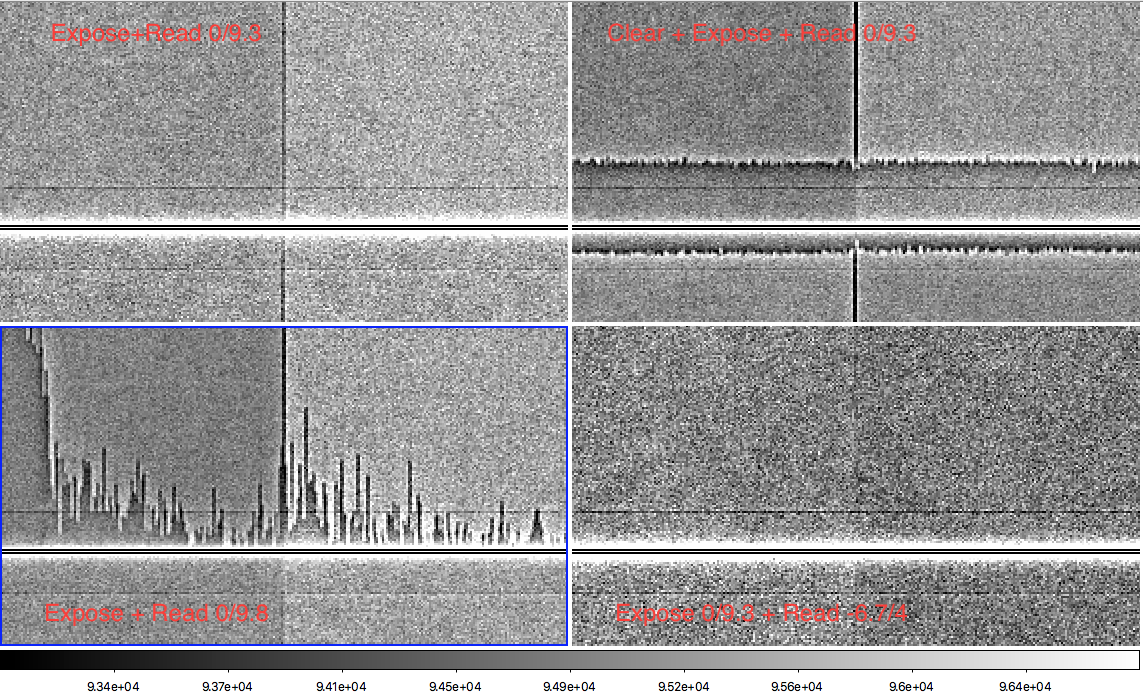 Expose+Read 0/9.3
Clear + Expose + Read 0/9.3
Expose + Read 0/9.8
Expose 0/9.3 + Read -6.7/4
9.34e+04 9.37e+04 9.41e+04 9.45e+04 9.49e+04 9.52e+04 9.56e+04 9.6e+04 9.64e+04